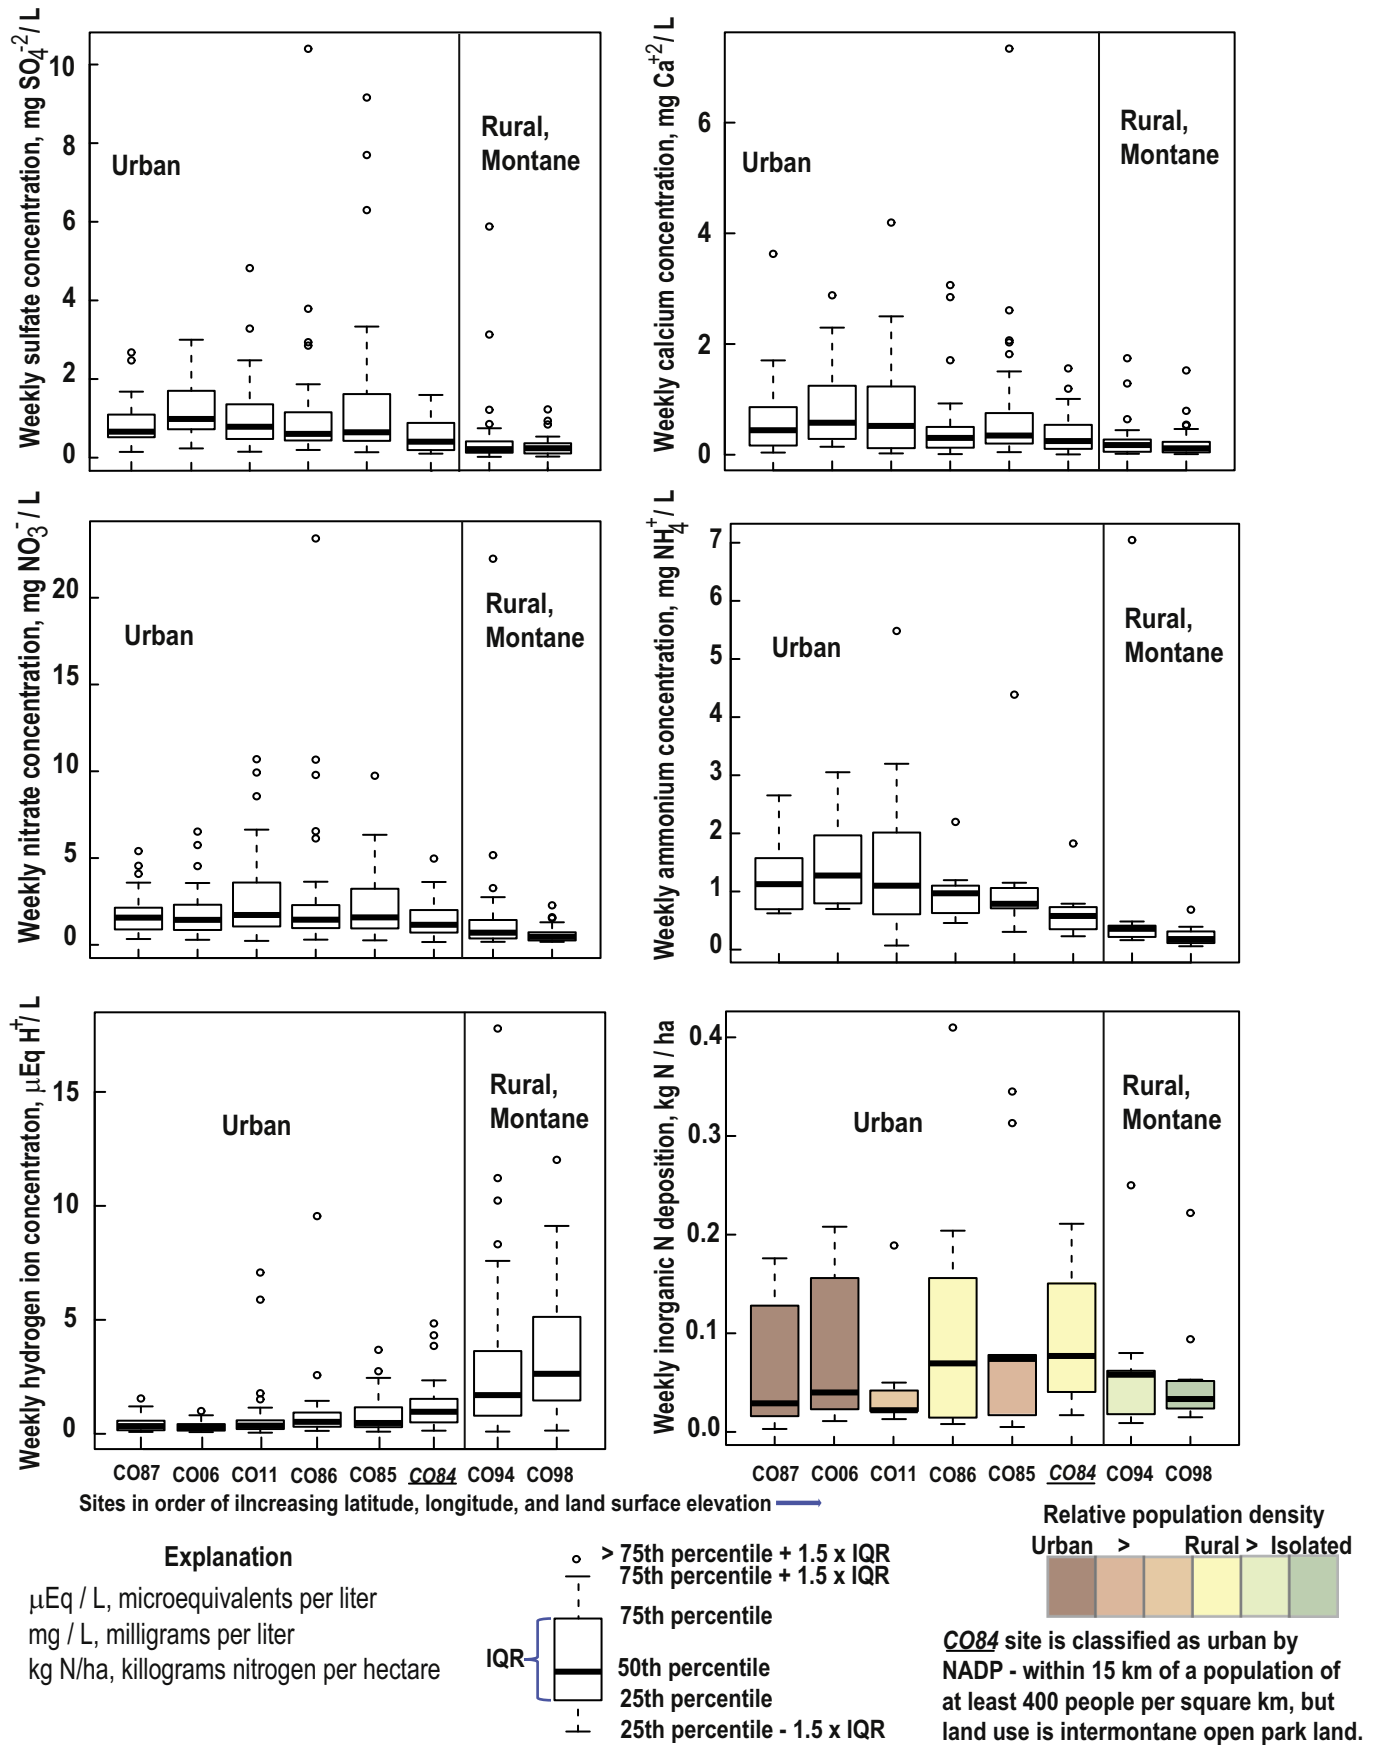 Weekly sulfate concentration, mg SO4-2/ L
10
8
6
4
2
0
Urban
Rural,
Montane
Weekly calcium concentration, mg Ca+2/ L
6
4
2
0
Urban
Rural,
Montane
Weekly nitrate concentration, mg NO3-/ L
20
15
10
5
0
Urban
Rural,
Montane
Weekly ammonium concentration, mg NH4+/ L
7
6
5
4
3
2
1
0
Urban
Rural,
Montane
Weekly hydrogen ion concentraton, µEq H+/ L
15
10
5
0
Urban
Rural,
Montane
CO87 CO06 CO11 CO86 CO85 CO84 CO94 CO98
Weekly inorganic N deposition, kg N / ha
0.4
0.3
0.2
0.1
0.0
Urban
Rural,
Montane
CO87 CO06 CO11 CO86 CO85 CO84 CO94 CO98
Sites in order of iIncreasing latitude, longitude, and land surface elevation
Explanation
µEq / L, microequivalents per liter
mg / L, milligrams per liter
kg N/ha, killograms nitrogen per hectare
> 75th percentile + 1.5 x IQR
75th percentile + 1.5 x IQR
75th percentile
IQR
50th percentile
25th percentile
25th percentile - 1.5 x IQR
Relative population density
Urban > Rural > Isolated
CO84 site is classified as urban by
NADP - within 15 km of a population of
at least 400 people per square km, but
land use is intermontane open park land.